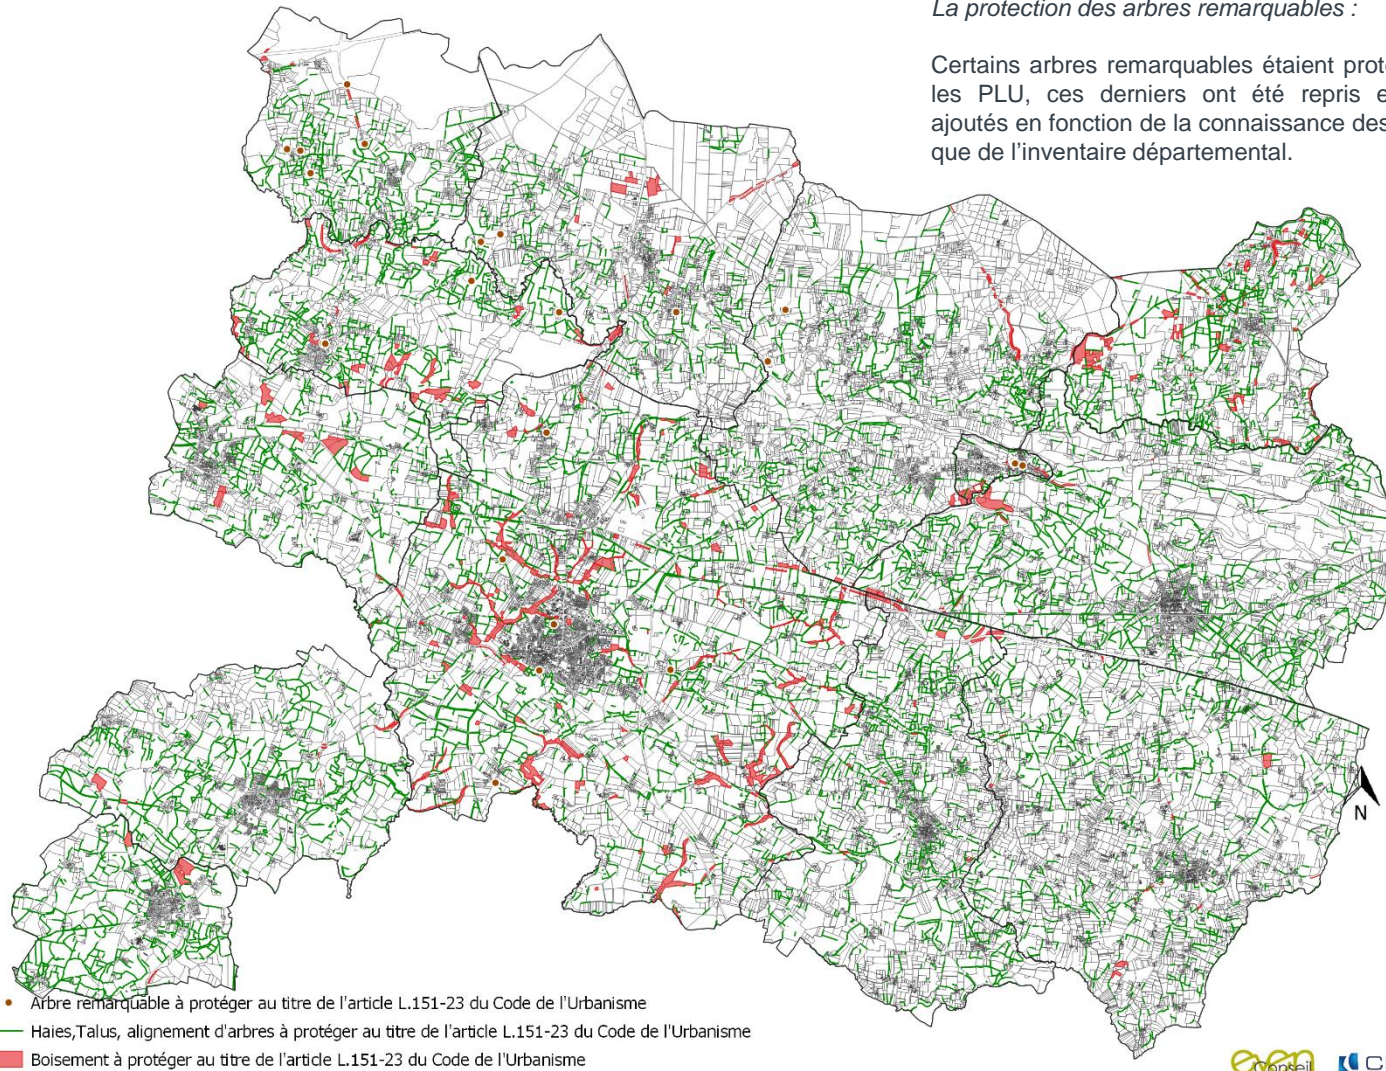 La protection des arbres remarquables :
Certains arbres remarquables étaient
les PLU, ces derniers ont été repris
ajoutés en fonction de la connaissance des
que de l'inventaire départemental.
N
Arbre remarquable à protéger au titre de l'article L.151-23 du Code de l'Urbanisme
Haies,Talus, alignement d'arbres à protéger au titre de l'article L.151-23 du Code de l'Urbanisme
Boisement à protéger au titre de l'article L.151-23 du Code de l'Urbanisme
even
Conseil